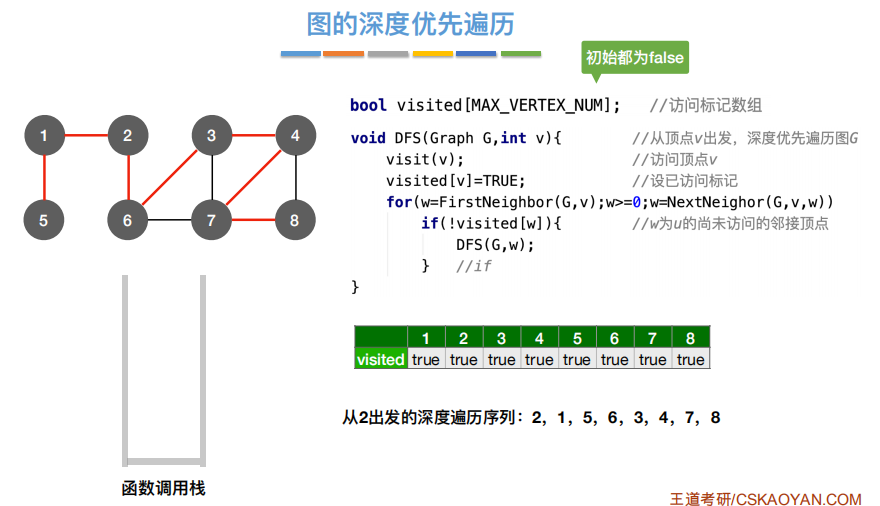 图的深度优先遍历
初始都为false
bool visited[MAX_VERTEX_NUM]; //访问标记数组
void DFS(Graph G,int v){ //从顶点v出发，深度优先遍历图G
visit(v); //访问顶点v
visited[v]=TRUE; //设已访问标记
for(w=FirstNeighbor(G,v);w>=0;w=NextNeighor(G,v,w))
if(!visited[w]){ //w为u的尚未访问的邻接顶点
DFS(G,w);
} //if
}
1 2 3 4
5 6 7 8
函数调用栈
1 2 3 4 5 6 7 8
visited true true true true true true true true
从2出发的深度遍历序列：2，1，5，6，3，4，7，8
王道考研/CSKAOYAN.COM